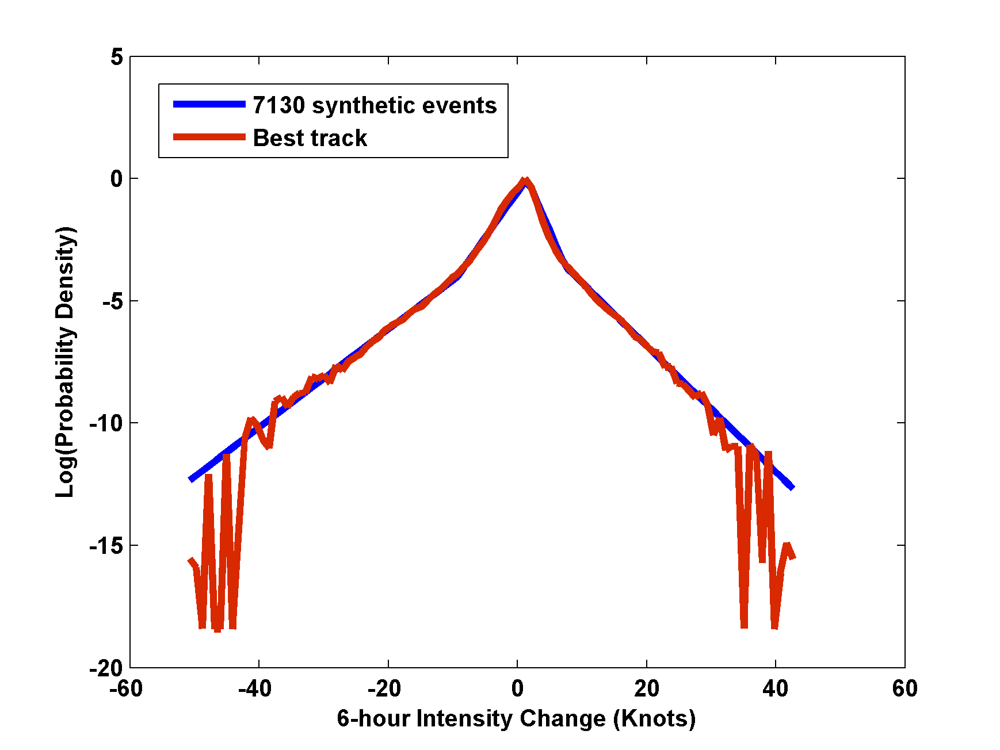 5
0
-5
-10
-15
-20
Log(Probability Density)
7130 synthetic events
Best track
-60 -40 -20 0 20 40 60
6-hour Intensity Change (Knots)